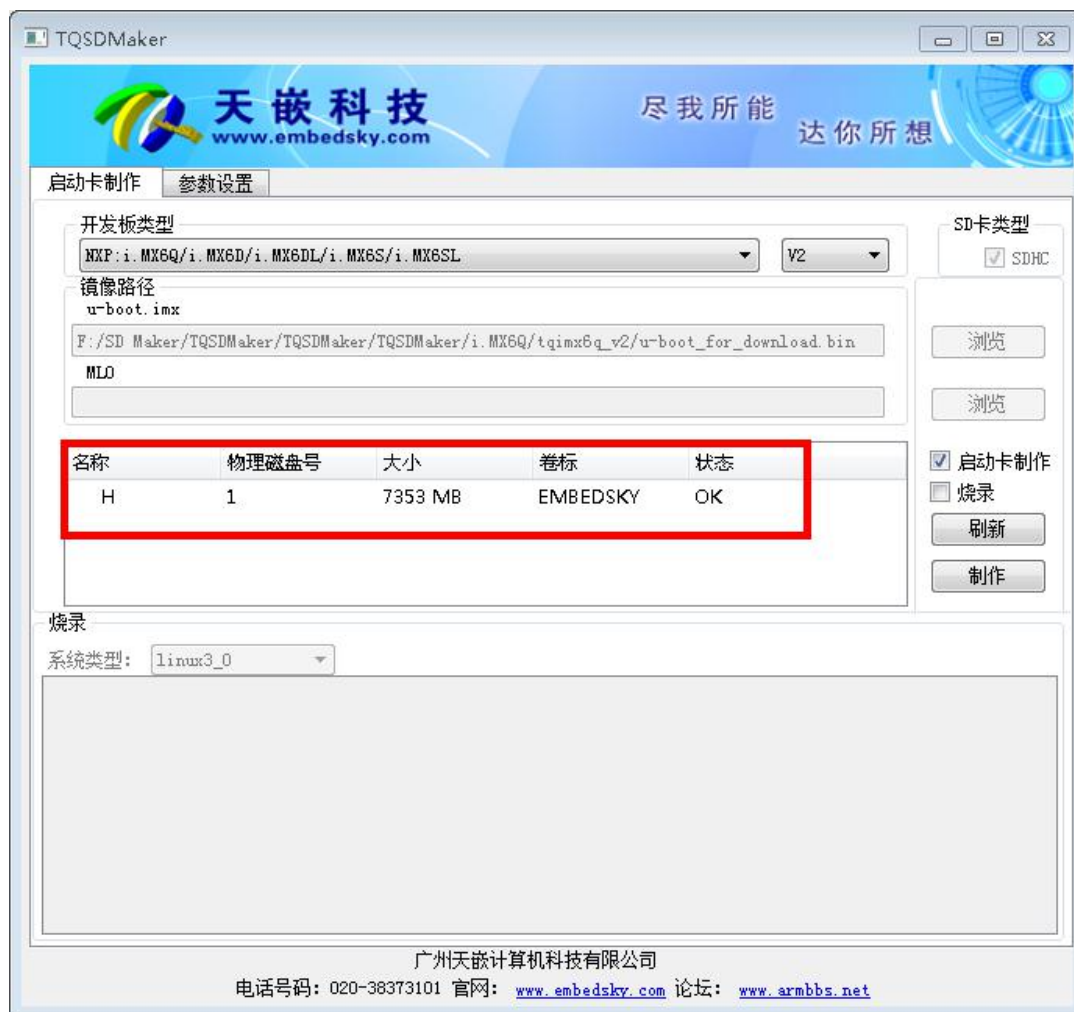 TQSDMaker
天嵌科技
www.embedsky.com
尽我所能
达你所想
启动卡制作 参数设置
开发板类型
SD卡类型
NXP:i.MX6Q/i.MX6D/i.MX6DL/i.MX6S/i.MX6SL V2
SDHC
镜像路径
u-boot.imx
F:/SD Maker/TQSDMaker/TQSDMaker/TQSDMaker/i.MX6Q/tqimx6q_v2/u-boot_for_download.bin 浏览
MLO
浏览
名称 物理磁盘号 大小 卷标 状态
H 1 7353 MB EMBEDSKY OK
启动卡制作
烧录
刷新
制作
烧录
系统类型: linux3_0
广州天嵌计算机科技有限公司
电话号码: 020-38373101 官网: www.embedsky.com 论坛: www.armbbs.net